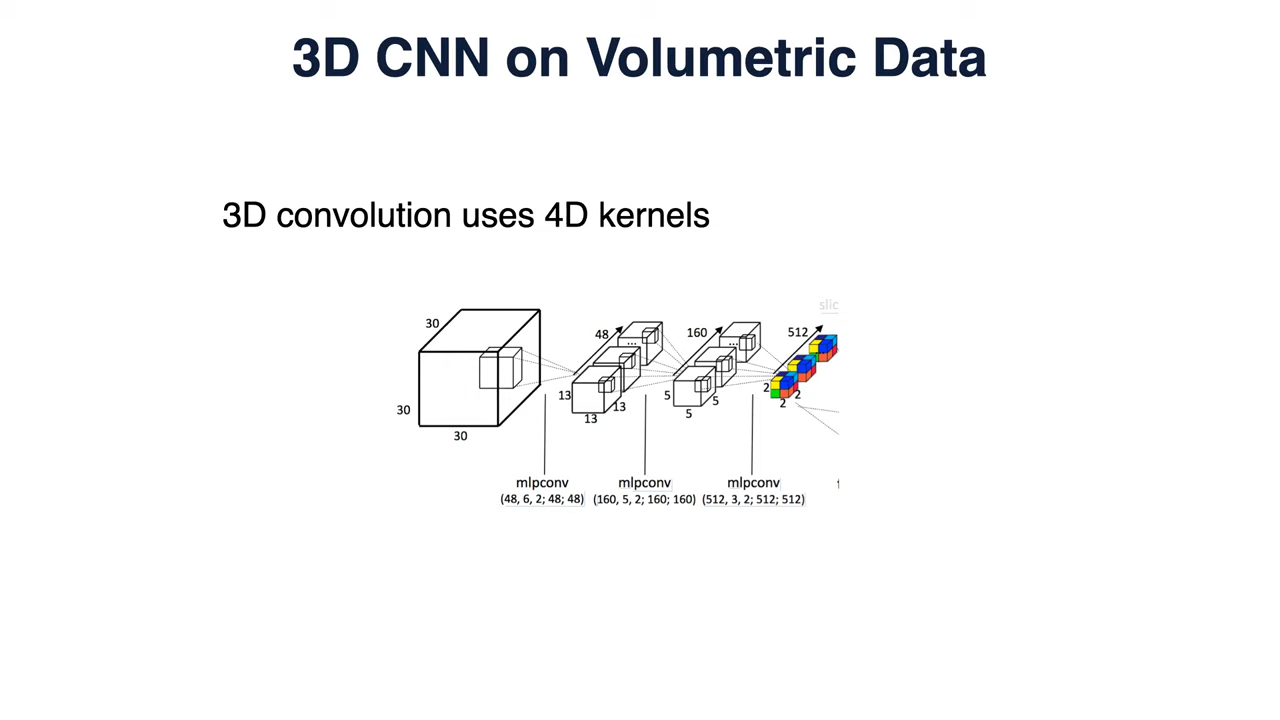 3D CNN on Volumetric Data
3D convolution uses 4D kernels
slic
30
30
30
48
13
13
13
160
5
5
5
512
2
2
2
...
...
mlpconv
(48, 6, 2; 48; 48)
mlpconv
(160, 5, 2; 160; 160)
mlpconv
(512, 3, 2; 512; 512)